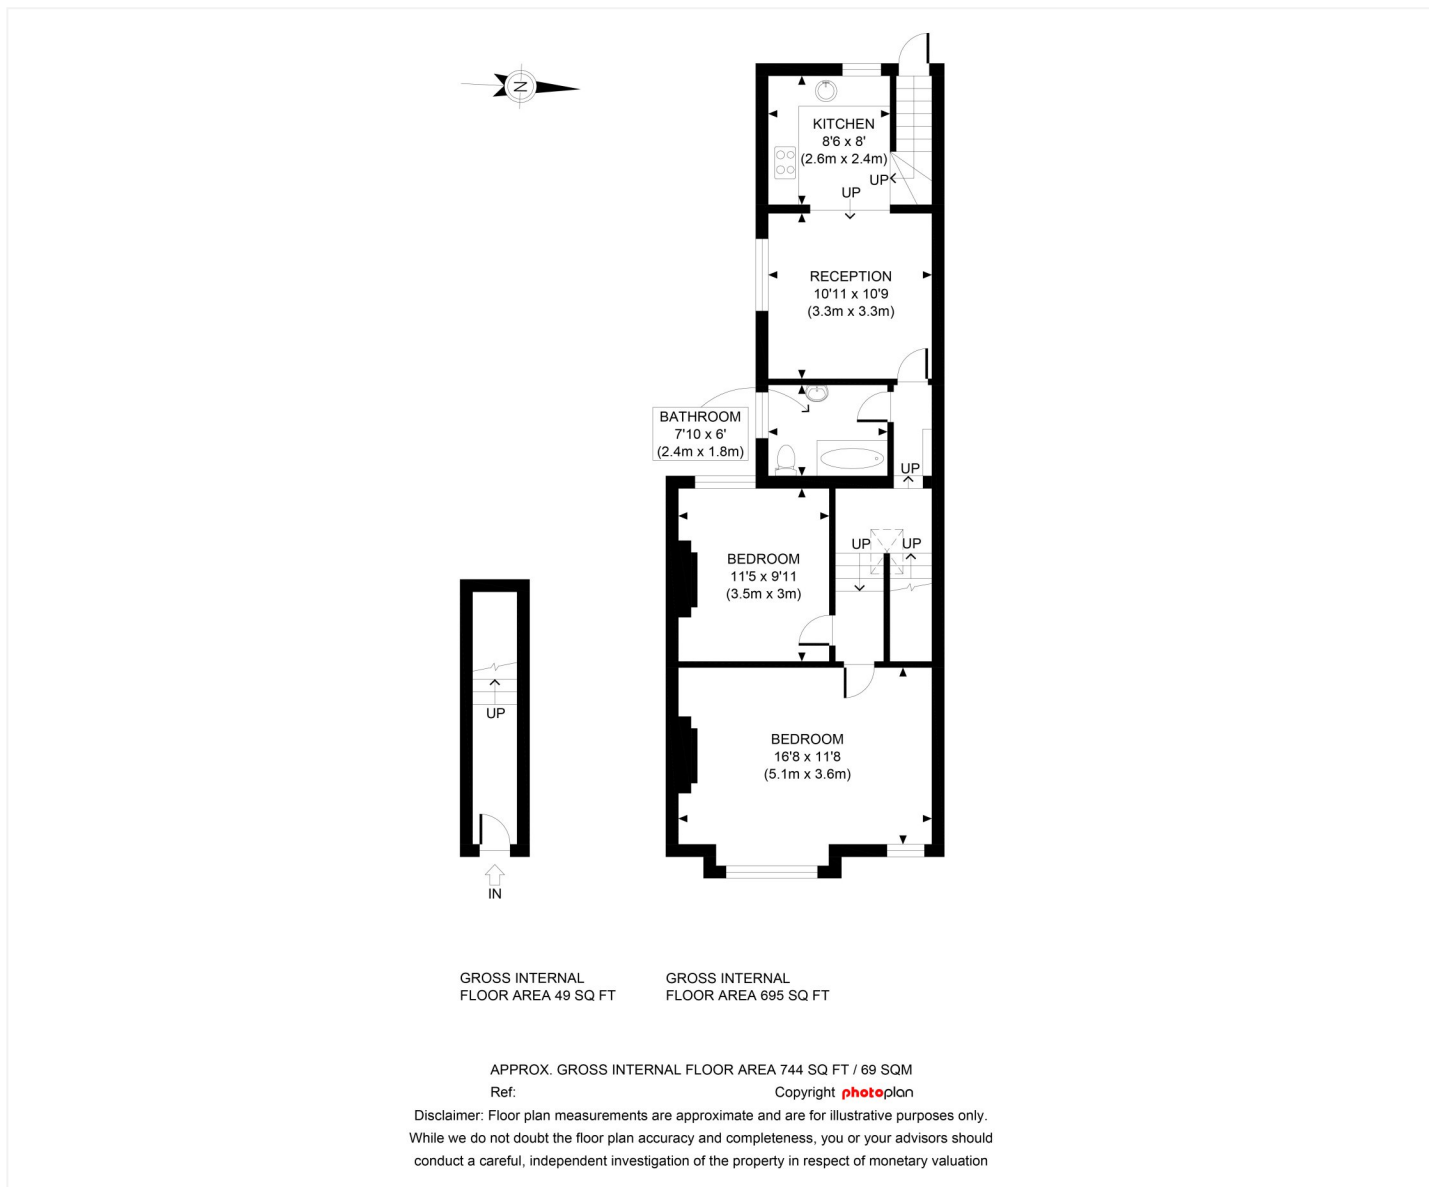 N
KITCHEN
8'6 x 8'
(2.6m x 2.4m)
UP
UP
RECEPTION
10'11 x 10'9
(3.3m x 3.3m)
BATHROOM
7'10 x 6'
(2.4m x 1.8m)
UP
UP
UP
BEDROOM
11'5 x 9'11
(3.5m x 3m)
BEDROOM
16'8 x 11'8
(5.1m x 3.6m)
UP
IN
GROSS INTERNAL
FLOOR AREA 49 SQ FT
GROSS INTERNAL
FLOOR AREA 695 SQ FT
APPROX. GROSS INTERNAL FLOOR AREA 744 SQ FT / 69 SQM
Ref:
Copyright photoplan
Disclaimer: Floor plan measurements are approximate and are for illustrative purposes only.
While we do not doubt the floor plan accuracy and completeness, you or your advisors should
conduct a careful, independent investigation of the property in respect of monetary valuation